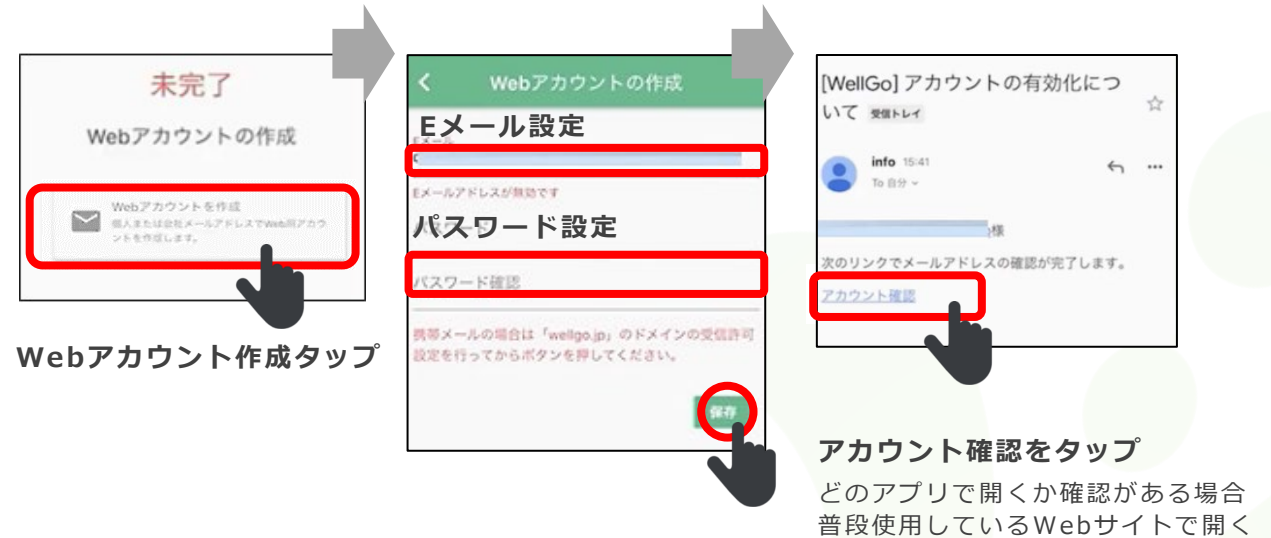 未完了
Webアカウントの作成
Webアカウントを作成
個人または会社メールアドレスでWeb用アカウ
ントを作成します。
Webアカウント作成タップ
Webアカウントの作成
Eメール設定
Eメール
Eメールアドレスが無効です
パスワード設定
パスワード確認
携帯メールの場合は「wellgo.jp」のドメインの受信許可
設定を行ってからボタンを押してください。
保存
[WellGo] アカウントの有効化につ
いて 受信トレイ
info 15:41
To 自分
様
次のリンクでメールアドレスの確認が完了します。
アカウント確認
アカウント確認をタップ
どのアプリで開くか確認がある場合
普段使用しているWebサイトで開く